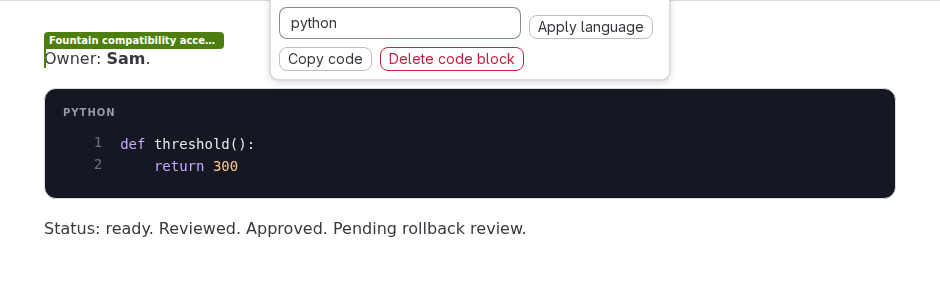 python
Apply language
Copy code
Delete code block
Fountain compatibility acce...
Owner: Sam.
PYTHON
1 def threshold():
2     return 300
Status: ready. Reviewed. Approved. Pending rollback review.